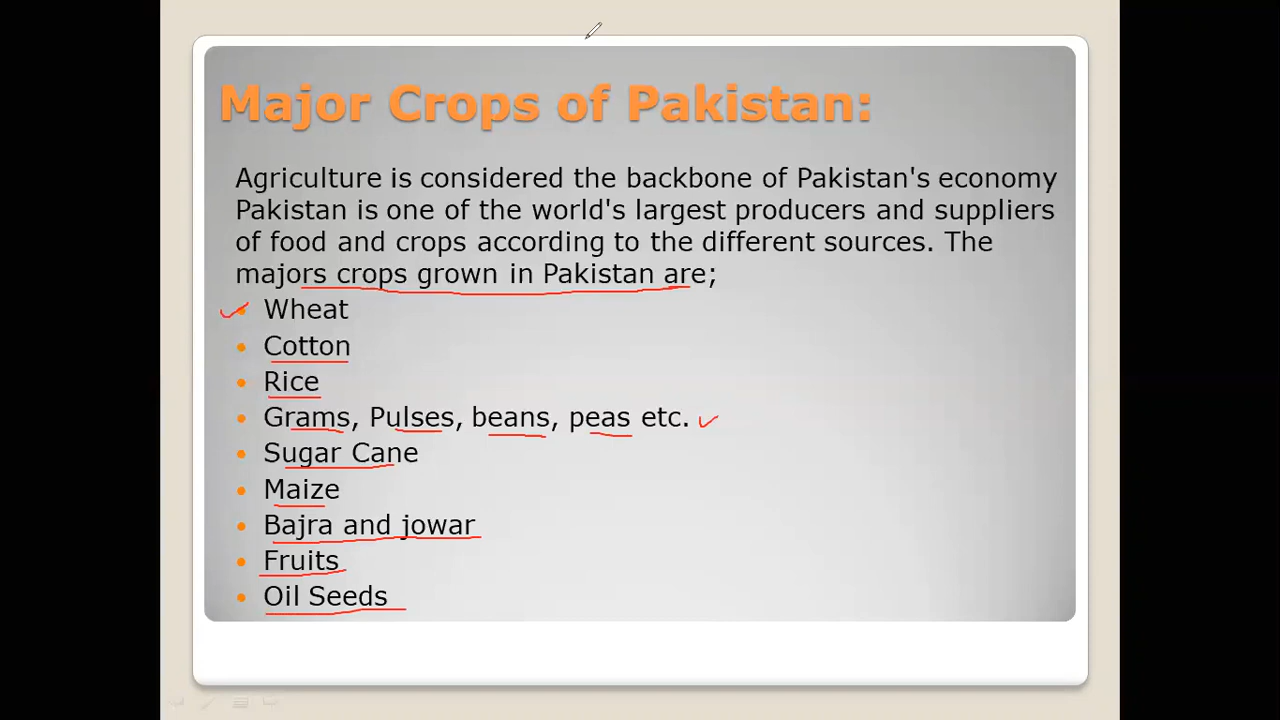 Major Crops of Pakistan:
Agriculture is considered the backbone of Pakistan's economy
Pakistan is one of the world's largest producers and suppliers
of food and crops according to the different sources. The
majors crops grown in Pakistan are;
• Wheat
• Cotton
• Rice
• Grams, Pulses, beans, peas etc.
• Sugar Cane
• Maize
• Bajra and jowar
• Fruits
• Oil Seeds